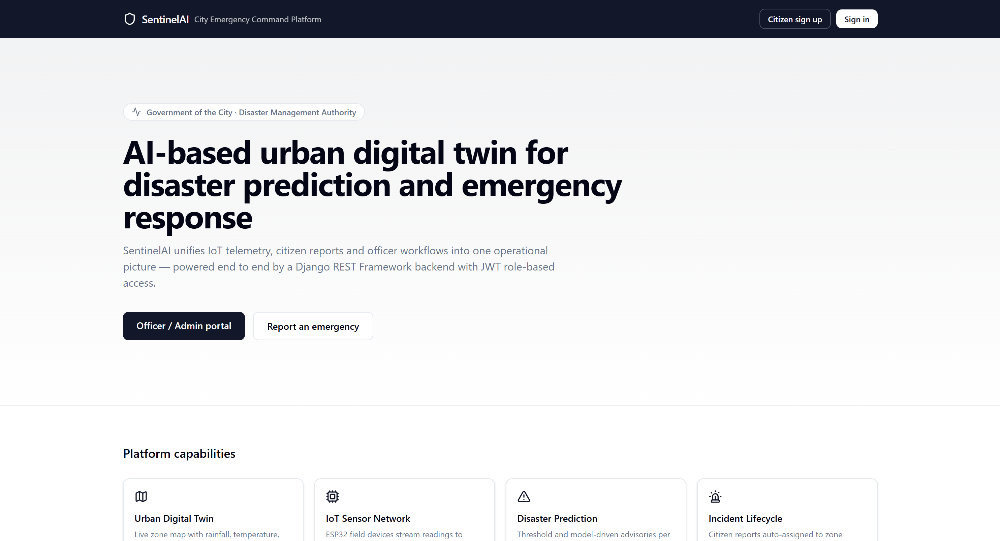 SentinelAI City Emergency Command Platform
Citizen sign up
Sign in
Government of the City · Disaster Management Authority
AI-based urban digital twin for
disaster prediction and emergency
response
SentinelAI unifies IoT telemetry, citizen reports and officer workflows into one operational
picture — powered end to end by a Django REST Framework backend with JWT role-based
access.
Officer / Admin portal
Report an emergency
Platform capabilities
Urban Digital Twin
Live zone map with rainfall, temperature,
IoT Sensor Network
ESP32 field devices stream readings to
Disaster Prediction
Threshold and model-driven advisories per
Incident Lifecycle
Citizen reports auto-assigned to zone